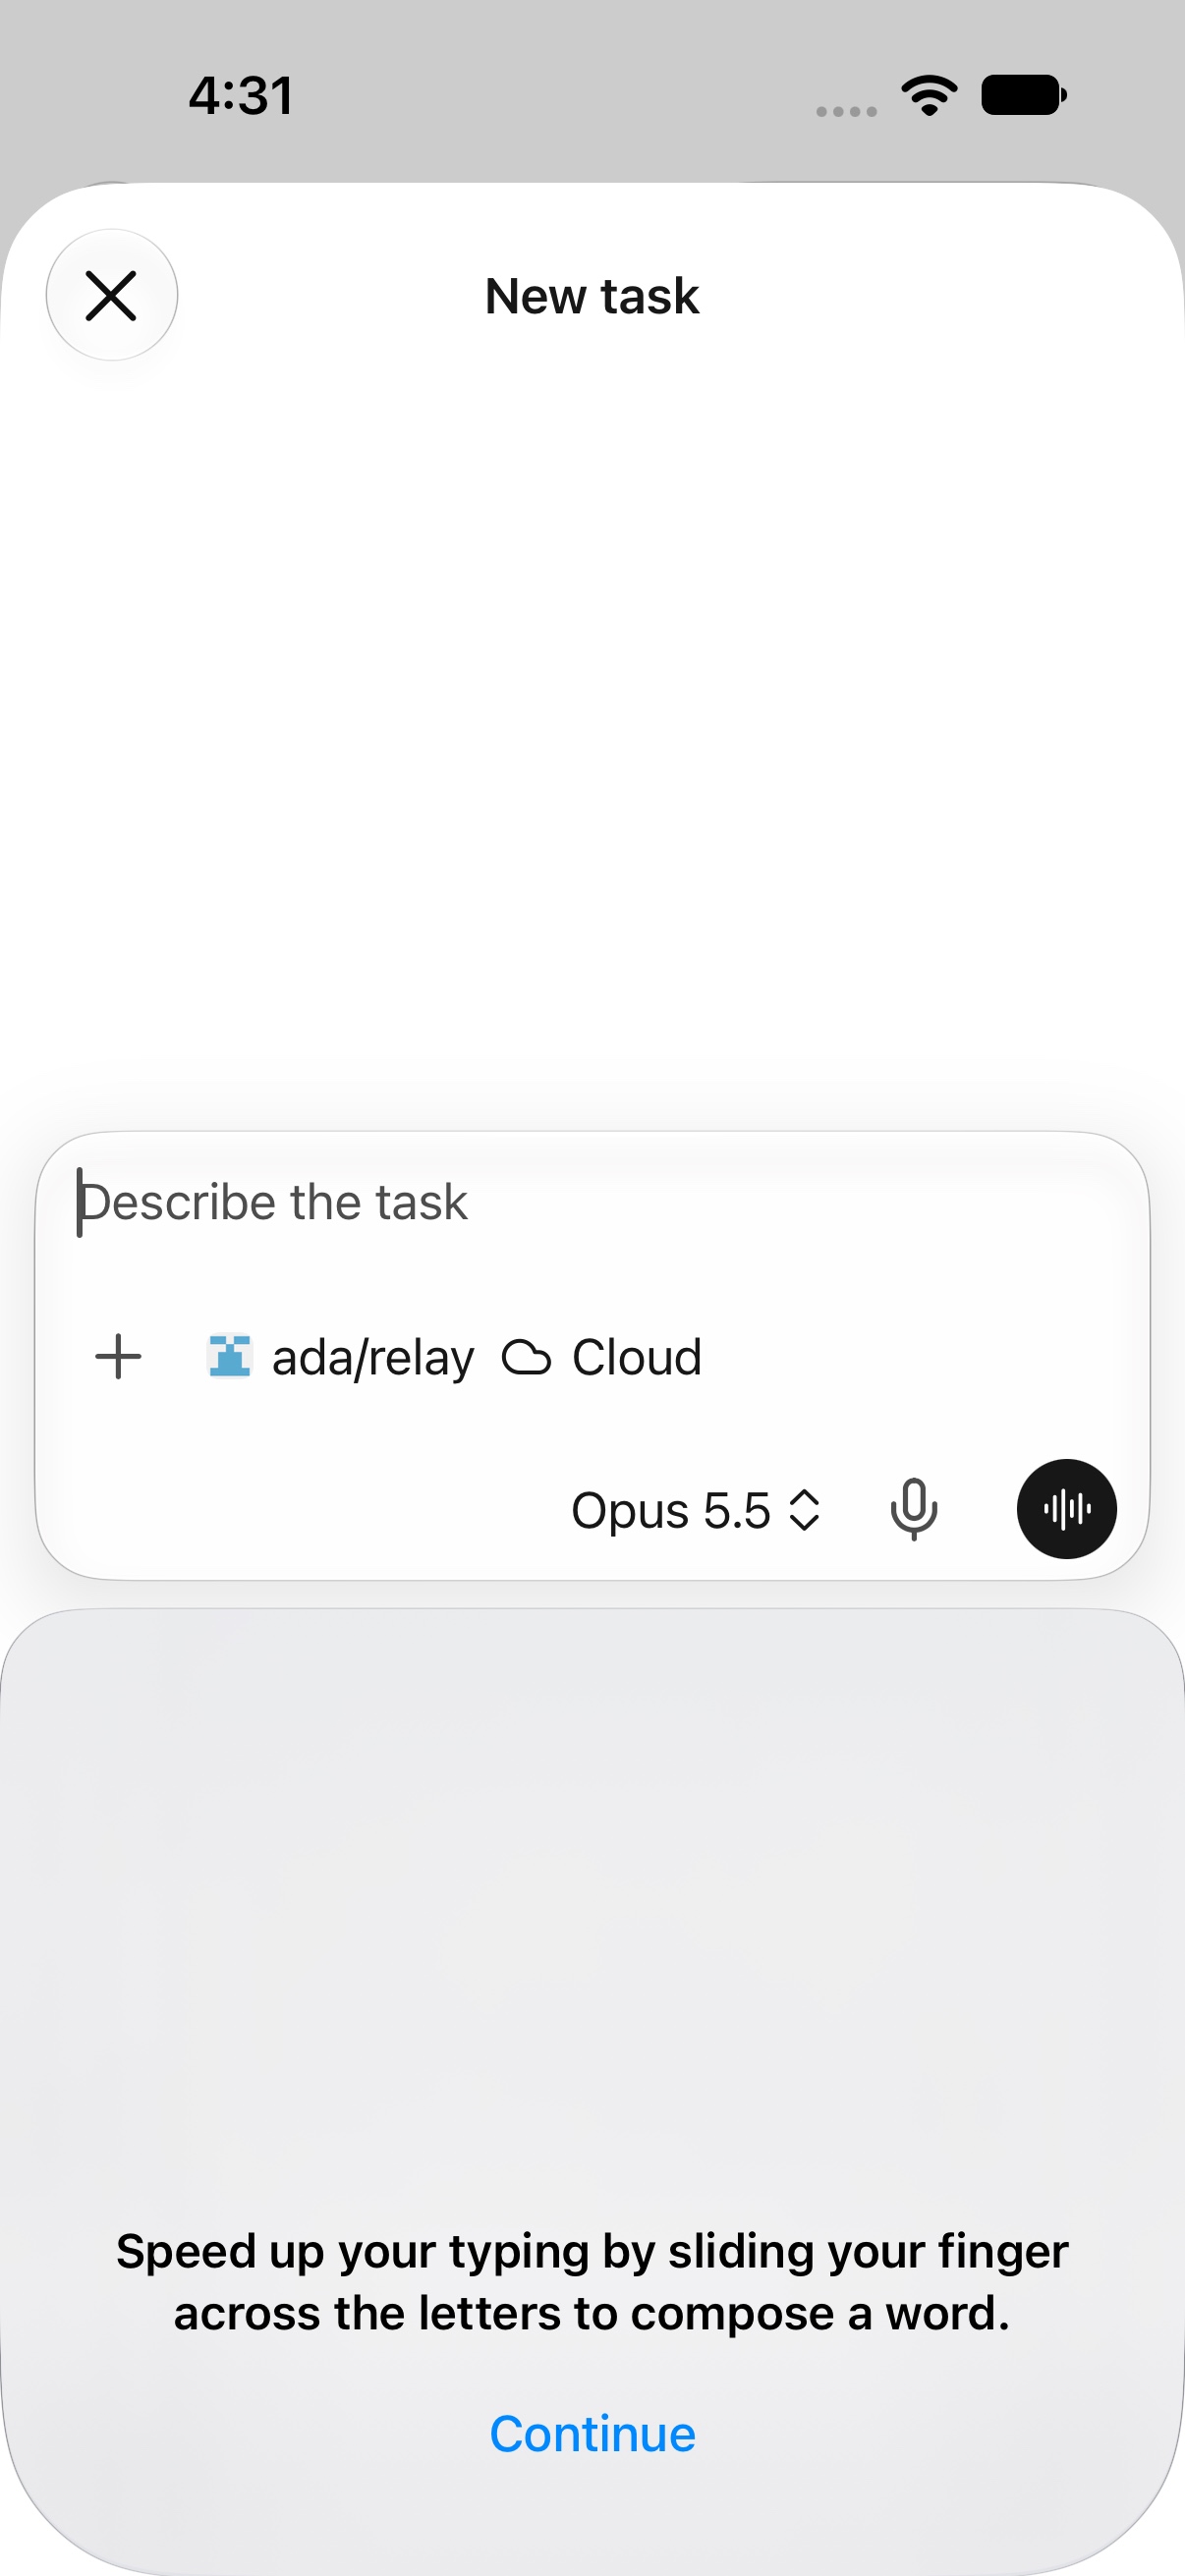 4:31
New task
Describe the task
ada/relay Cloud
Opus 5.5
Speed up your typing by sliding your finger
across the letters to compose a word.
Continue